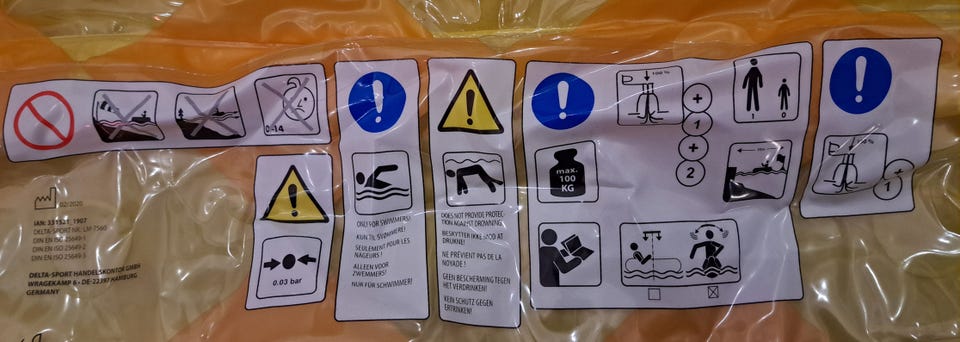 0-14
02/2020
DELTA-SPORT-NR.: LM-7560
DIN EN ISO 25649-1
DIN EN ISO 25649-2
DIN EN ISO 25649-3
DELTA-SPORT HANDELSKONTOR GMBH
WRAGEKAMP 6 • DE-22397 HAMBURG
GERMANY
0.03 bar
ONLY FOR SWIMMERS!
KUN TIL SVØMMERE!
SEULEMENT POUR LES
NAGEURS!
ALLEEN VOOR
ZWEMMERS!
NUR FÜR SCHWIMMER!
DOES NOT PROVIDE PROTEC-
TION AGAINST DROWNING.
BESKYTTER IKKE MOD AT
DRUKNE!
NE PRÉVIENT PAS DE LA
NOYADE!
GEEN BESCHERMING TEGEN
HET VERDRINKEN!
KEIN SCHUTZ GEGEN
ERTRINKEN!
100 %
+
1
+
2
1 0
max.
100
KG
+
1